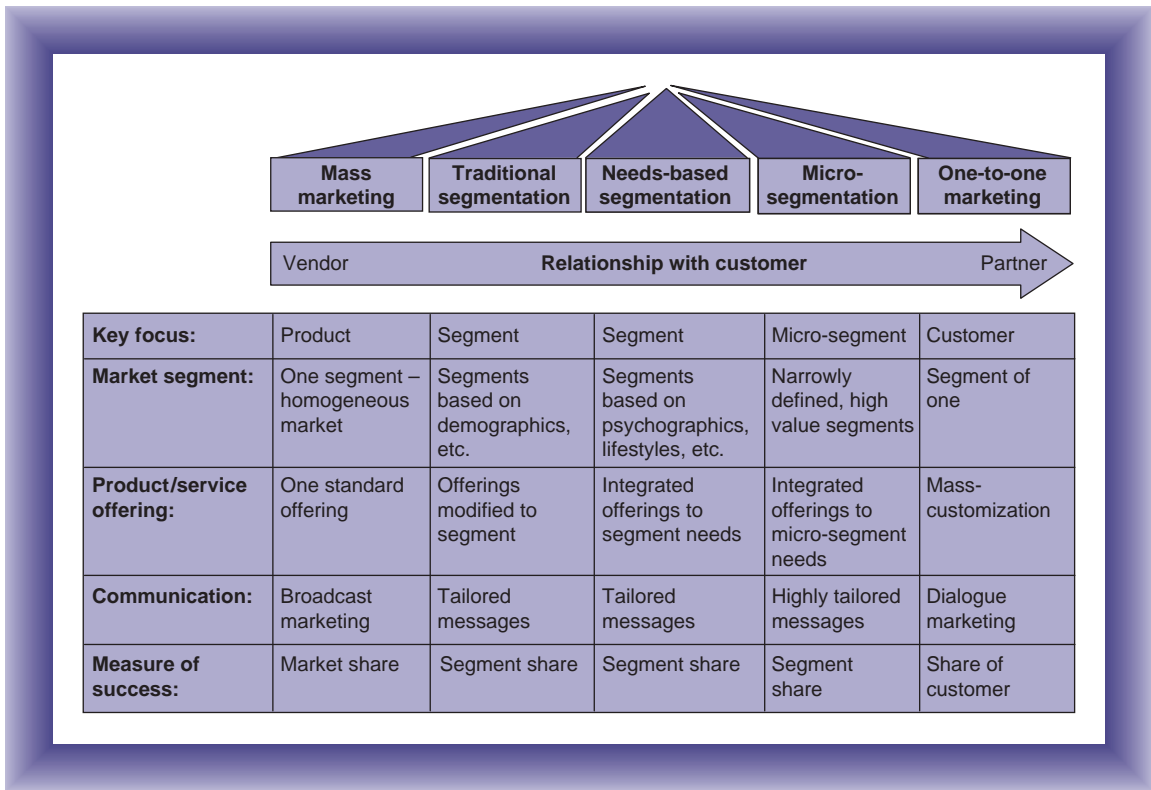 Mass
marketing
Traditional
segmentation
Needs-based
segmentation
Micro-
segmentation
One-to-one
marketing
Vendor
Relationship with customer
Partner
Key focus:
Product
Segment
Segment
Micro-segment
Customer
Market segment:
One segment –
homogeneous
market
Segments
based on
demographics,
etc.
Segments
based on
psychographics,
lifestyles, etc.
Narrowly
defined, high
value segments
Segment of
one
Product/service
offering:
One standard
offering
Offerings
modified to
segment
Integrated
offerings to
segment needs
Integrated
offerings to
micro-segment
needs
Mass-
customization
Communication:
Broadcast
marketing
Tailored
messages
Tailored
messages
Highly tailored
messages
Dialogue
marketing
Measure of
success:
Market share
Segment share
Segment share
Segment
share
Share of
customer